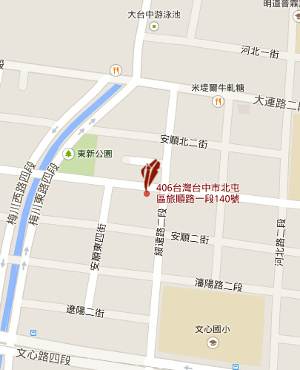 大台中游泳池
明道普霖
河北一街
米堤爾牛軋糖
大連路二段
安順北二街
東新公園
406台灣台中市北屯
區旅順路一段140號
梅川西路四段
梅川東路四段
安順東四街
綏遠路二段
安順二街
河北路二段
瀋陽路二段
遼陽二街
文心國小
文心路四段